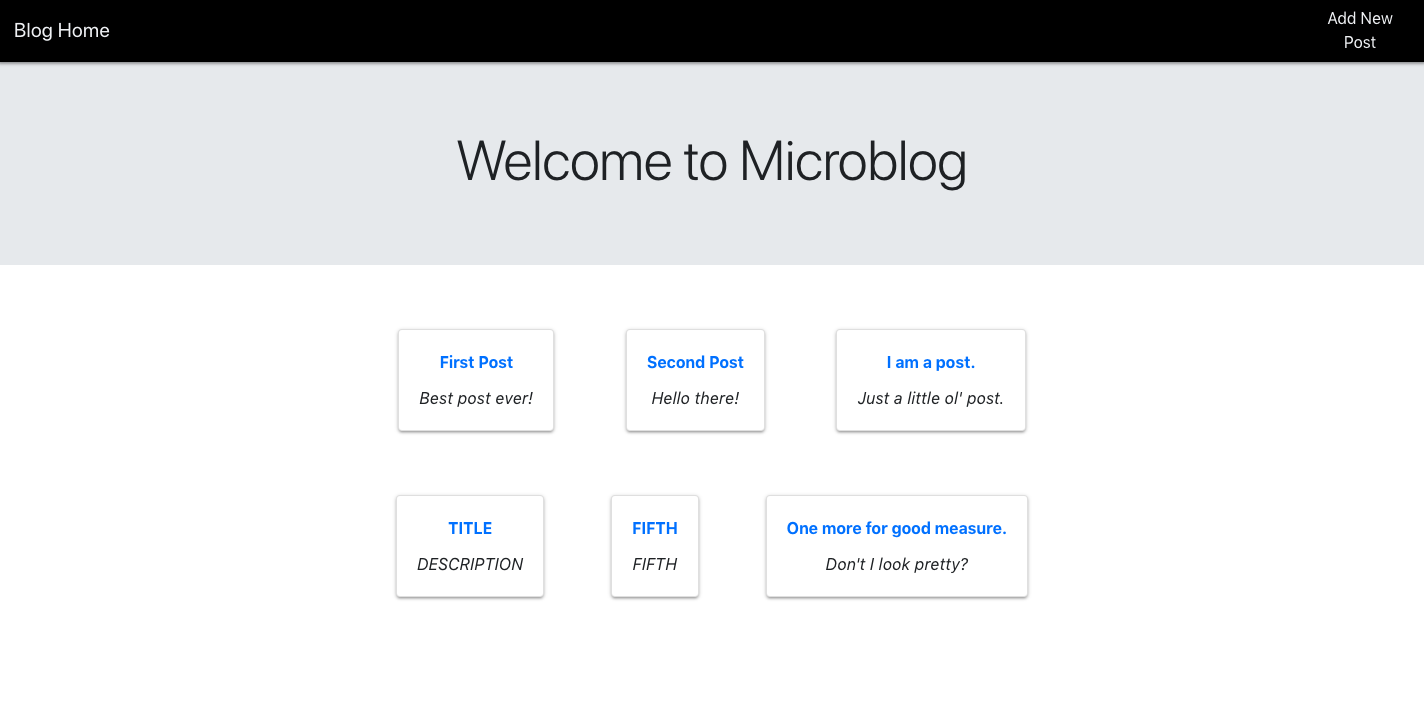 Blog Home
Add New
Post
Welcome to Microblog
First Post
Best post ever!
Second Post
Hello there!
I am a post.
Just a little ol' post.
TITLE
DESCRIPTION
FIFTH
FIFTH
One more for good measure.
Don't I look pretty?